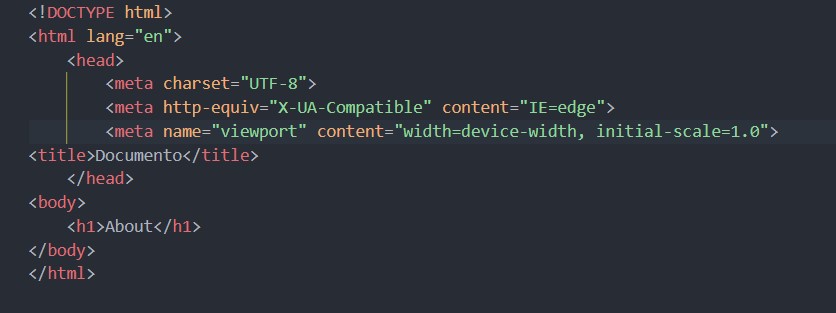 <!DOCTYPE html>
<html lang="en">
    <head>
        <meta charset="UTF-8">
        <meta http-equiv="X-UA-Compatible" content="IE=edge">
        <meta name="viewport" content="width=device-width, initial-scale=1.0">
<title>Documento</title>
    </head>
<body>
    <h1>About</h1>
</body>
</html>